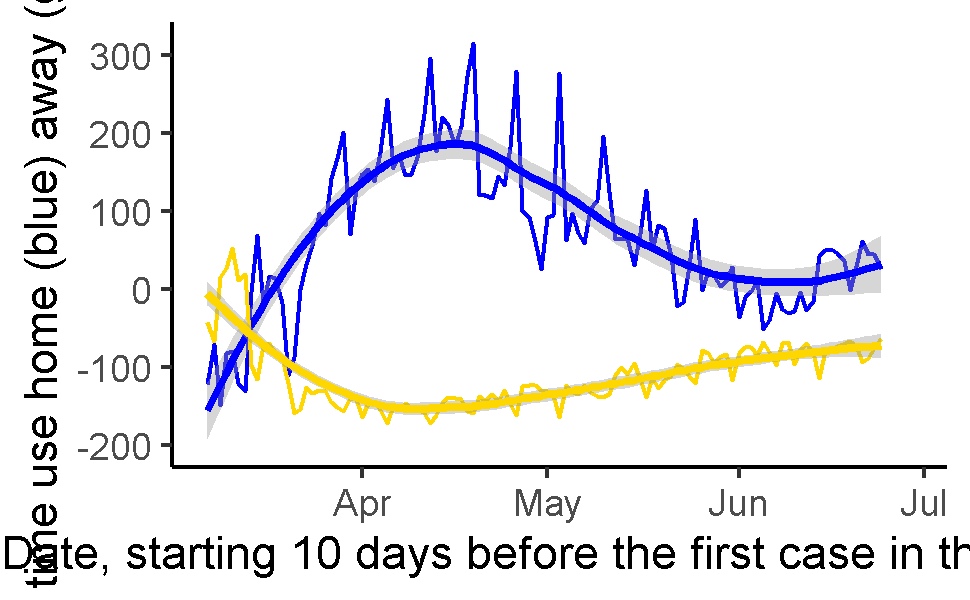 time use home (blue) away (
300
200
100
0
-100
-200
Apr May Jun Jul
Date, starting 10 days before the first case in th